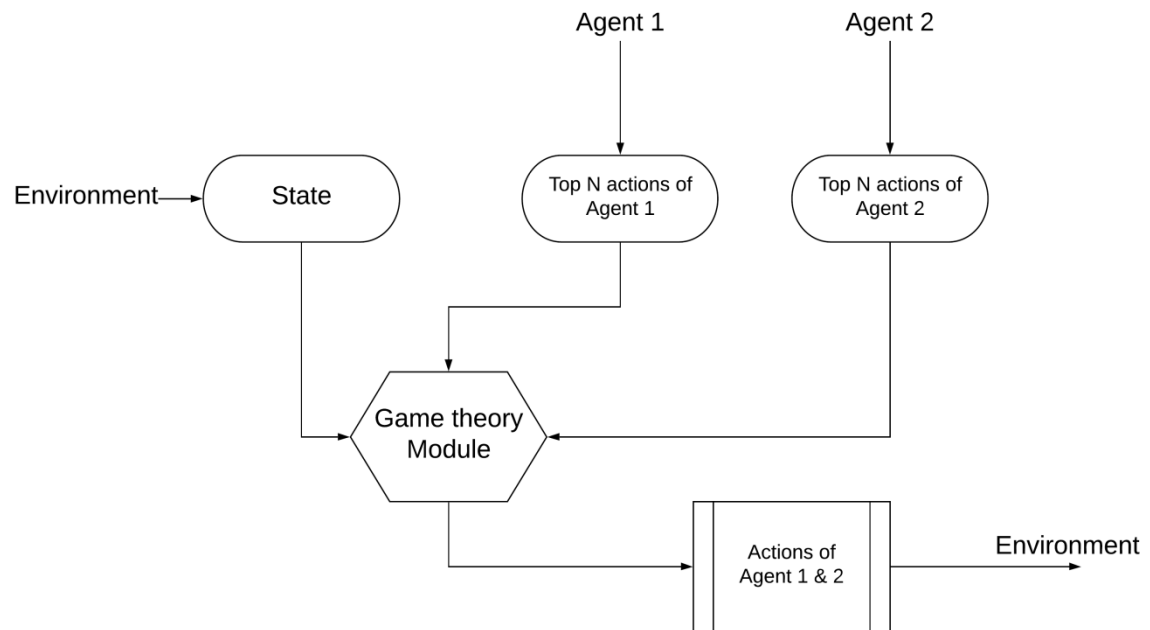 Agent 1
Agent 2
Environment
State
Top N actions of
Agent 1
Top N actions of
Agent 2
Game theory
Module
Actions of
Agent 1 & 2
Environment